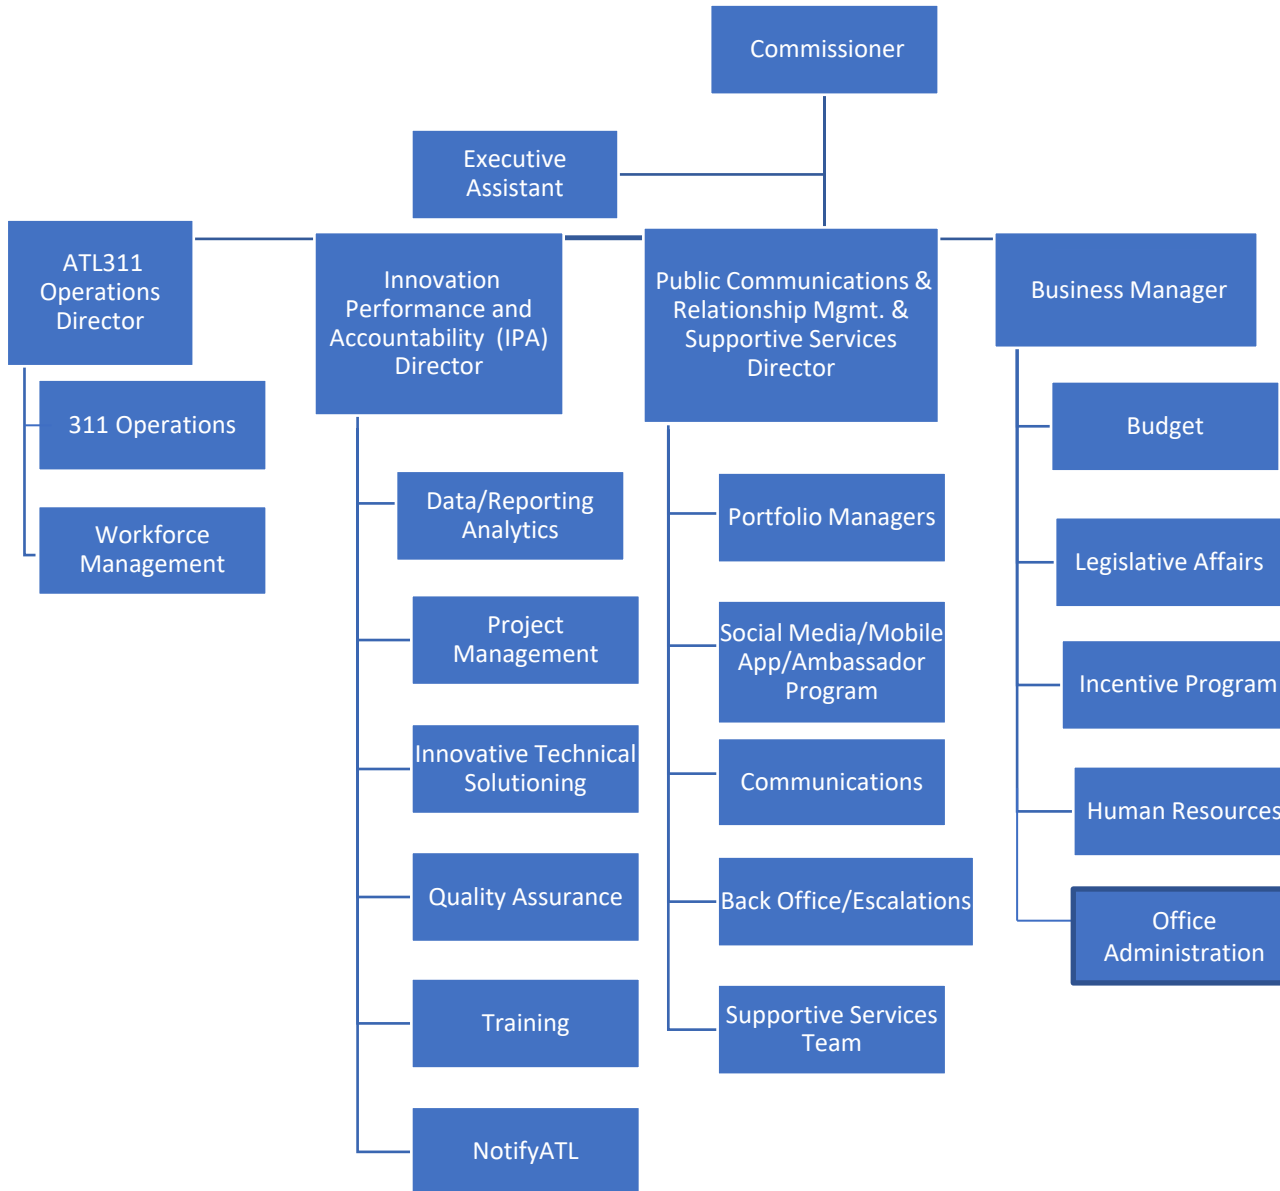 Commissioner
Executive
Assistant
ATL311
Operations
Director
Innovation
Performance and
Accountability (IPA)
Director
Public Communications &
Relationship Mgmt. &
Supportive Services
Director
Business Manager
311 Operations
Workforce
Management
Data/Reporting
Analytics
Project
Management
Innovative Technical
Solutioning
Quality Assurance
Training
NotifyATL
Portfolio Managers
Social Media/Mobile
App/Ambassador
Program
Communications
Back Office/Escalations
Supportive Services
Team
Budget
Legislative Affairs
Incentive Program
Human Resources
Office
Administration